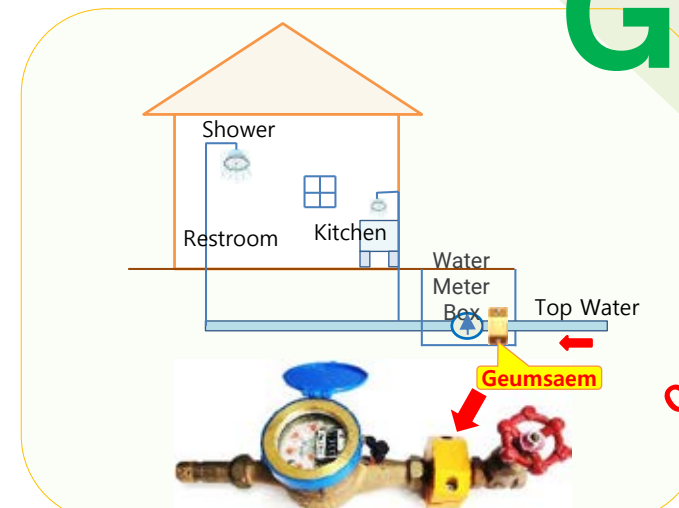 G
Shower
Restroom
Kitchen
Water
Meter
Box
Top Water
Geumsaem